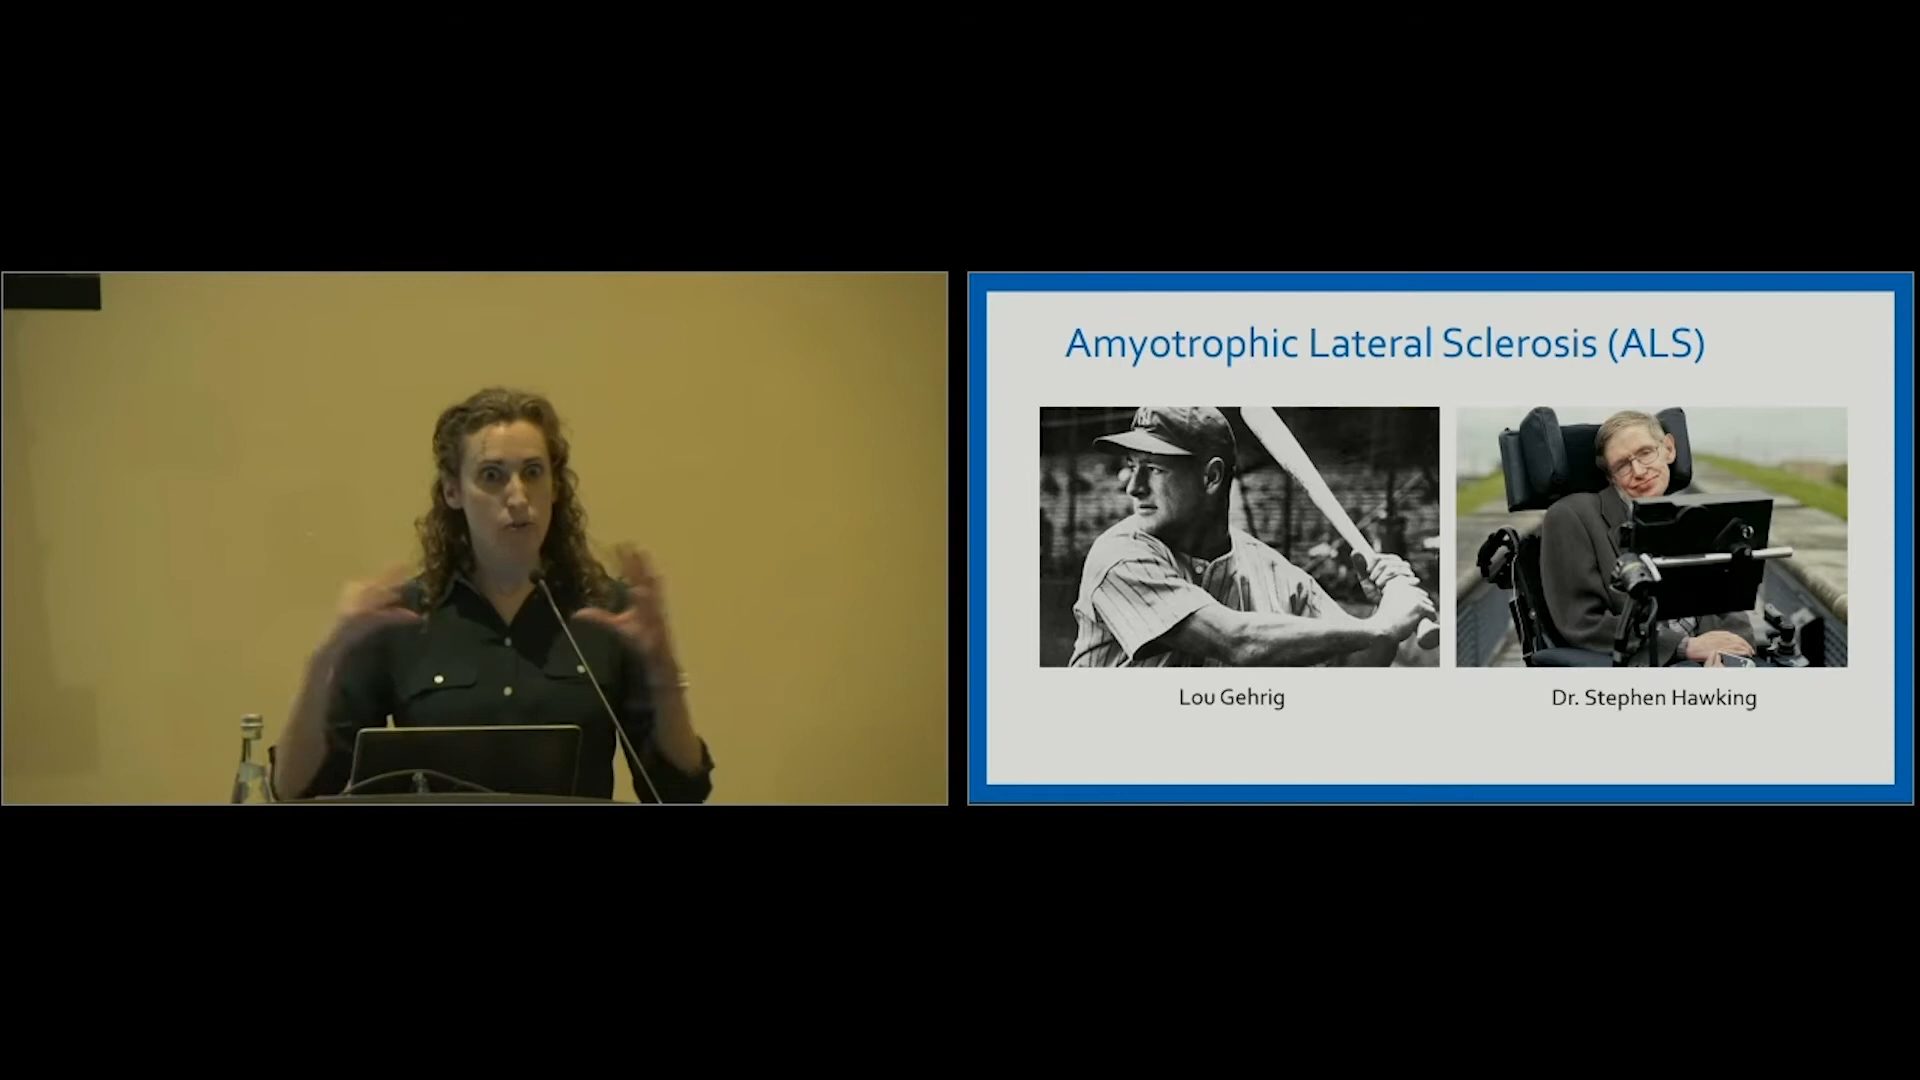 Amyotrophic Lateral Sclerosis (ALS)
Lou Gehrig
Dr. Stephen Hawking